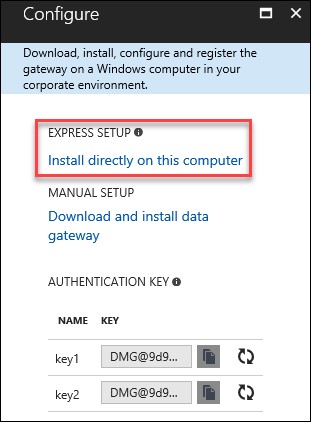 Configure
Download, install, configure and register the
gateway on a Windows computer in your
corporate environment.
EXPRESS SETUP
Install directly on this computer
MANUAL SETUP
Download and install data
gateway
AUTHENTICATION KEY
NAME KEY
key1 DMG@9d9...
key2 DMG@9d9...